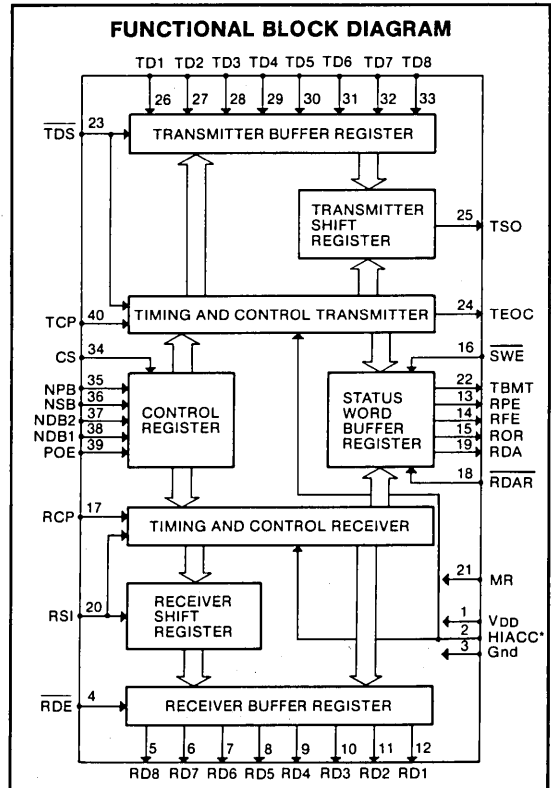 FUNCTIONAL BLOCK DIAGRAM
TD1 TD2 TD3 TD4 TD5 TD6 TD7 TD8
26 27 28 29 30 31 32 33
TDS 23
TRANSMITTER BUFFER REGISTER
TRANSMITTER
SHIFT
REGISTER
25 TSO
TIMING AND CONTROL TRANSMITTER
24 TEOC
TCP 40
CS 34
NPB 35
NSB 36
NDB2 37
NDB1 38
POE 39
CONTROL
REGISTER
STATUS
WORD
BUFFER
REGISTER
16 SWE
22 TBMT
13 RPE
14 RFE
15 ROR
19 RDA
18 RDAR
RCP 17
TIMING AND CONTROL RECEIVER
21 MR
1 VDD
2 HIACC*
3 Gnd
RSI 20
RECEIVER
SHIFT
REGISTER
RDE 4
RECEIVER BUFFER REGISTER
5 6 7 8 9 10 11 12
RD8 RD7 RD6 RD5 RD4 RD3 RD2 RD1